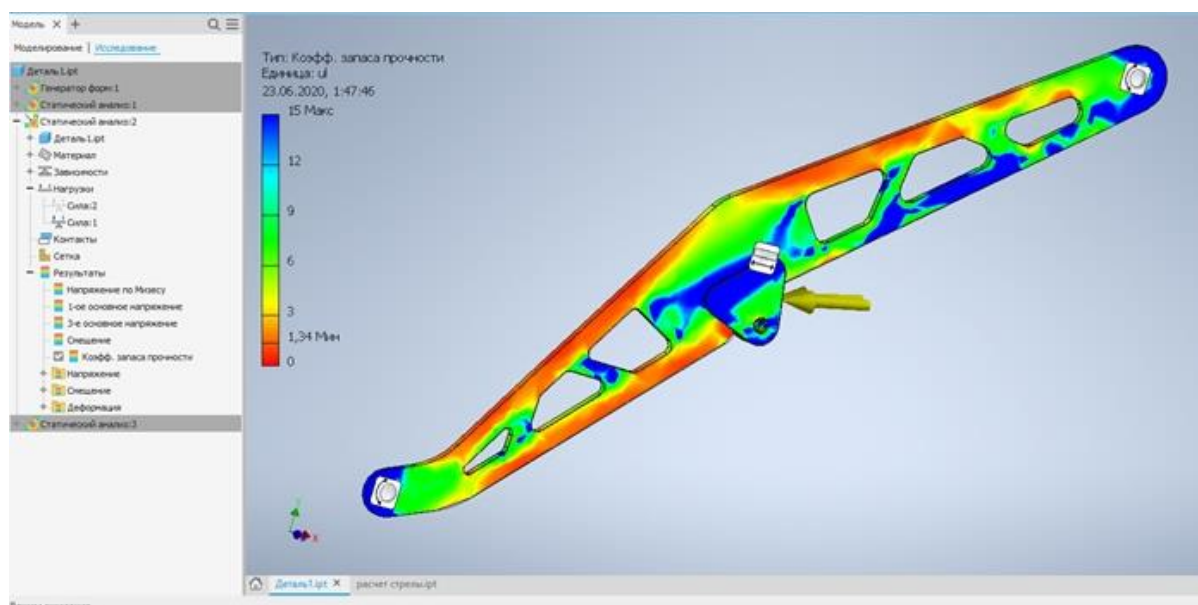 Модель × +
Моделирование | Исследование
Деталь1.ipt
Генератор форм:1
Статический анализ:1
Статический анализ:2
Деталь1.ipt
Материал
Зависимости
Нагрузки
Сила:2
Сила:1
Контакты
Сетка
Результаты
Напряжение по Мизесу
1-ое основное напряжение
3-е основное напряжение
Смещение
Коэфф. запаса прочности
Напряжение
Смещение
Деформация
Статический анализ:3
Тип: Коэфф. запаса прочности
Единица: ul
23.06.2020, 1:47:46
15 Макс
12
9
6
3
1,34 Мин
0
Y
X
Деталь1.ipt ×
расчет стрелы.ipt